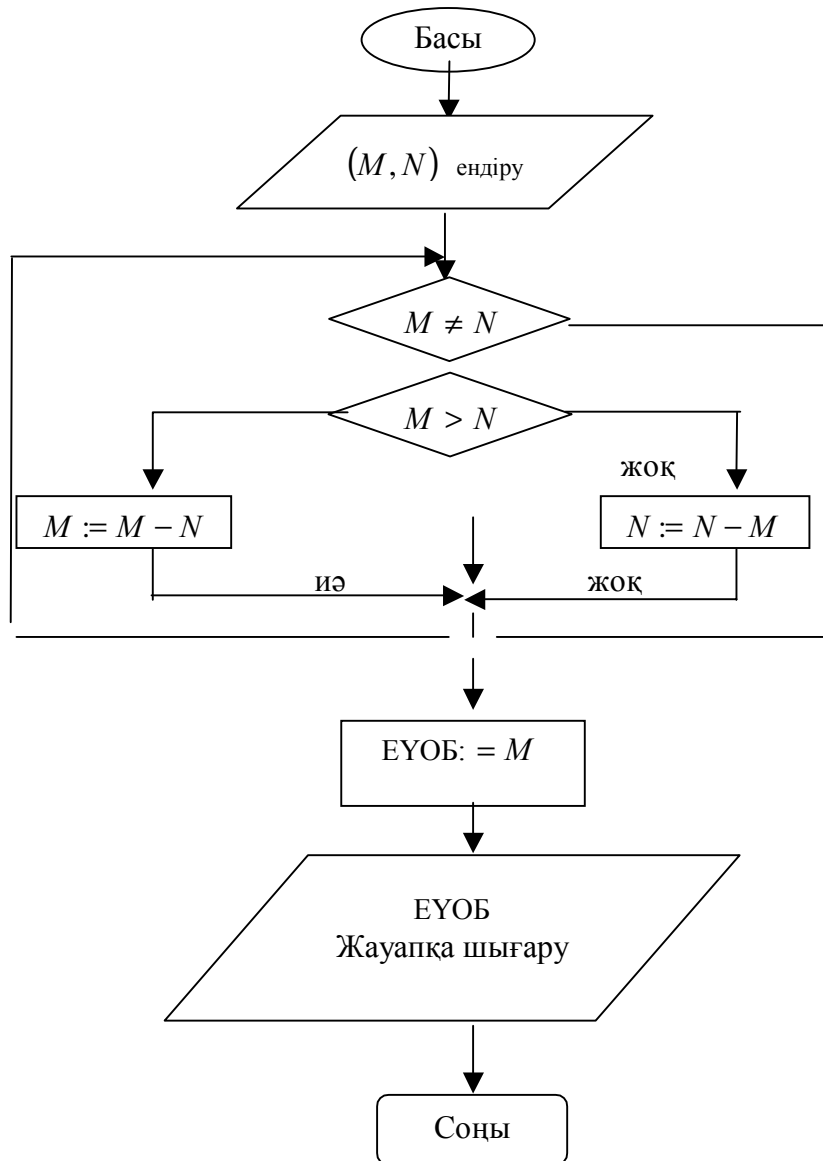 Басы
(M, N) ендіру
M ≠ N
M > N
жоқ
M := M − N
N := N − M
иә
жоқ
ЕҮОБ: = M
ЕҮОБ
Жауапқа шығару
Соңы